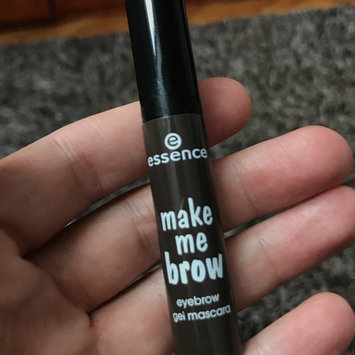 essence
make
me
brow
eyebrow
gel mascara